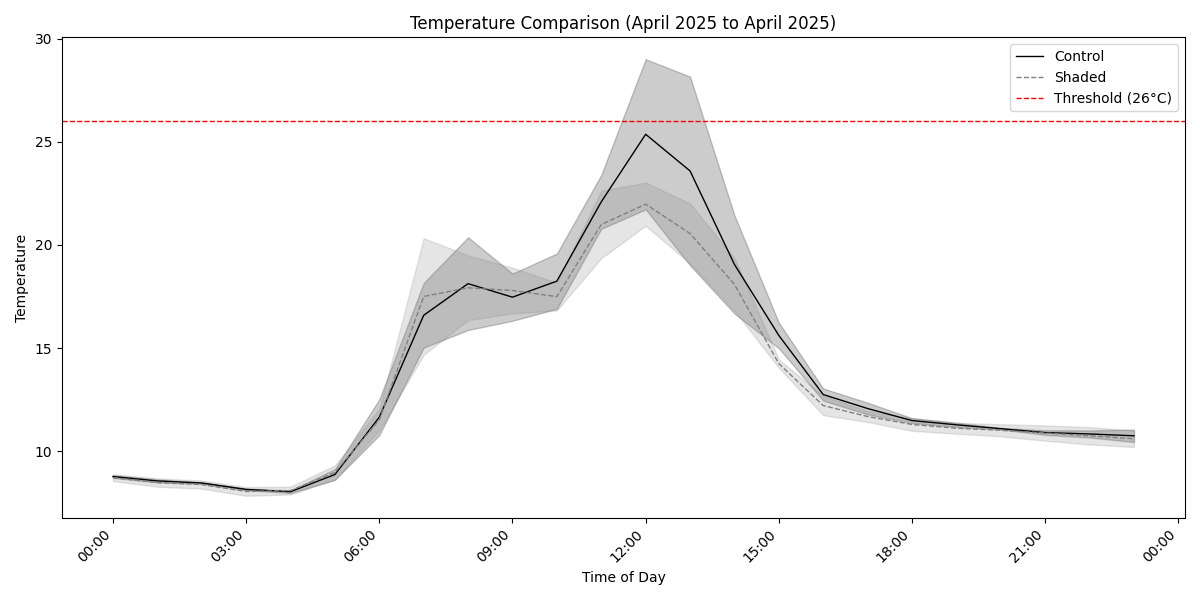 Temperature Comparison (April 2025 to April 2025)
30
25
20
15
10
Temperature
Control
Shaded
Threshold (26°C)
00:00
03:00
06:00
09:00
12:00
15:00
18:00
21:00
00:00
Time of Day